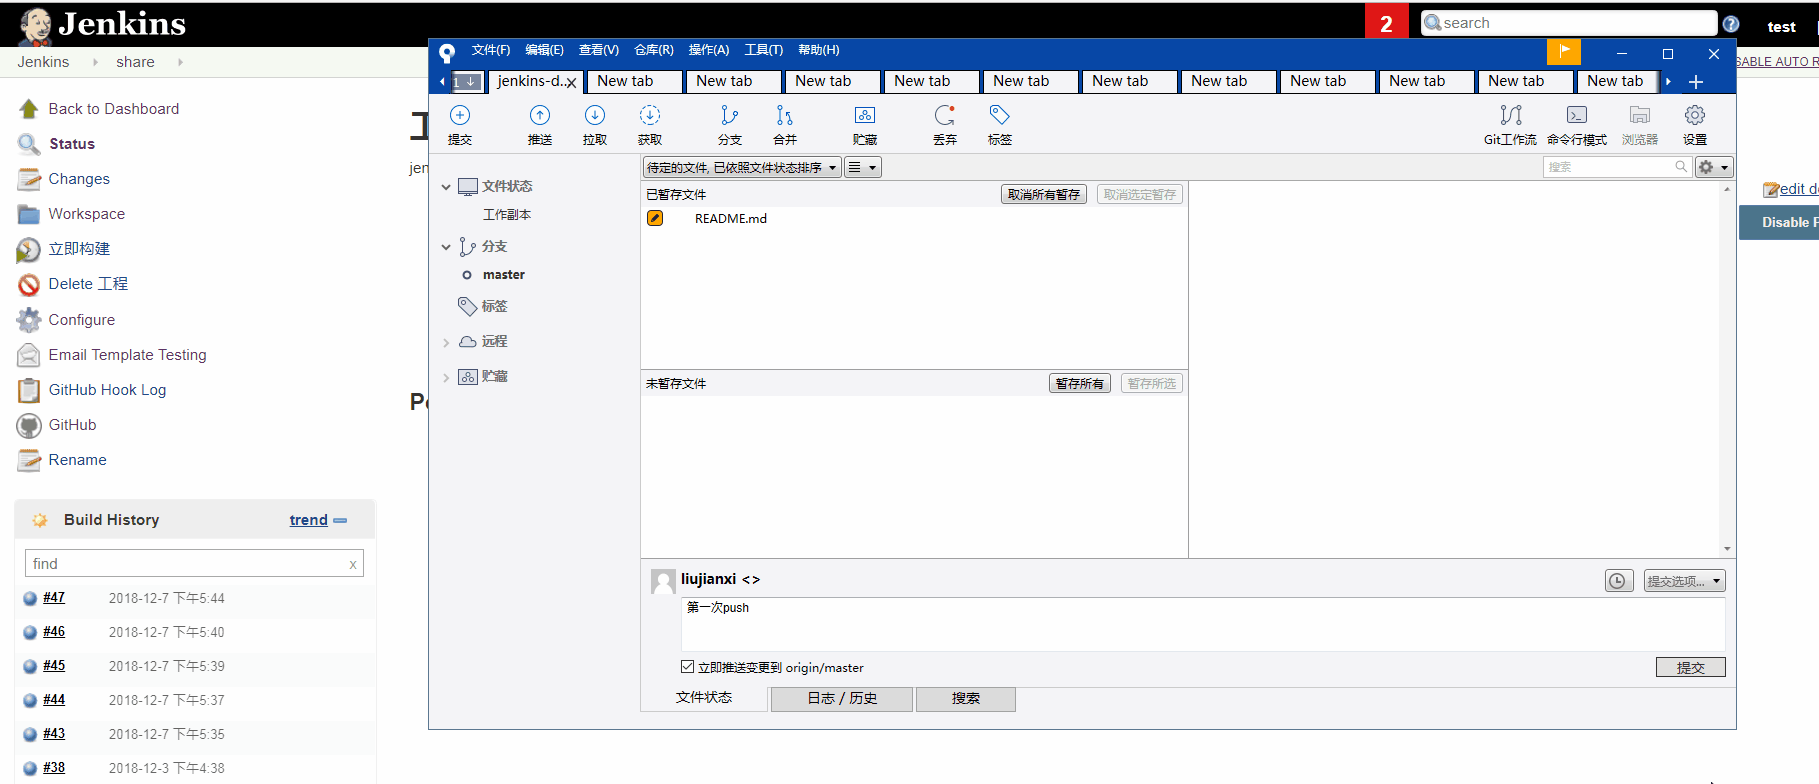 Jenkins
2
search
test
Jenkins
share
SABLE AUTO R
Back to Dashboard
Status
Changes
Workspace
立即构建
Delete 工程
Configure
Email Template Testing
GitHub Hook Log
GitHub
Rename
Build History
trend
find
x
#47 2018-12-7 下午5:44
#46 2018-12-7 下午5:40
#45 2018-12-7 下午5:39
#44 2018-12-7 下午5:37
#43 2018-12-7 下午5:35
#38 2018-12-3 下午4:38
工
jen
Pe
edit d
Disable P
文件(F) 编辑(E) 查看(V) 仓库(R) 操作(A) 工具(T) 帮助(H)
1 jenkins-d.. New tab New tab New tab New tab New tab New tab New tab New tab New tab New tab New tab
提交 推送 拉取 获取 分支 合并 贮藏 丢弃 标签 Git工作流 命令行模式 浏览器 设置
文件状态
工作副本
分支
master
标签
远程
贮藏
待定的文件, 已依照文件状态排序
搜索
已暂存文件 取消所有暂存 取消选定暂存
README.md
未暂存文件 暂存所有 暂存所选
liujianxi <>
提交选项...
第一次push
立即推送变更到 origin/master
提交
文件状态 日志 / 历史 搜索